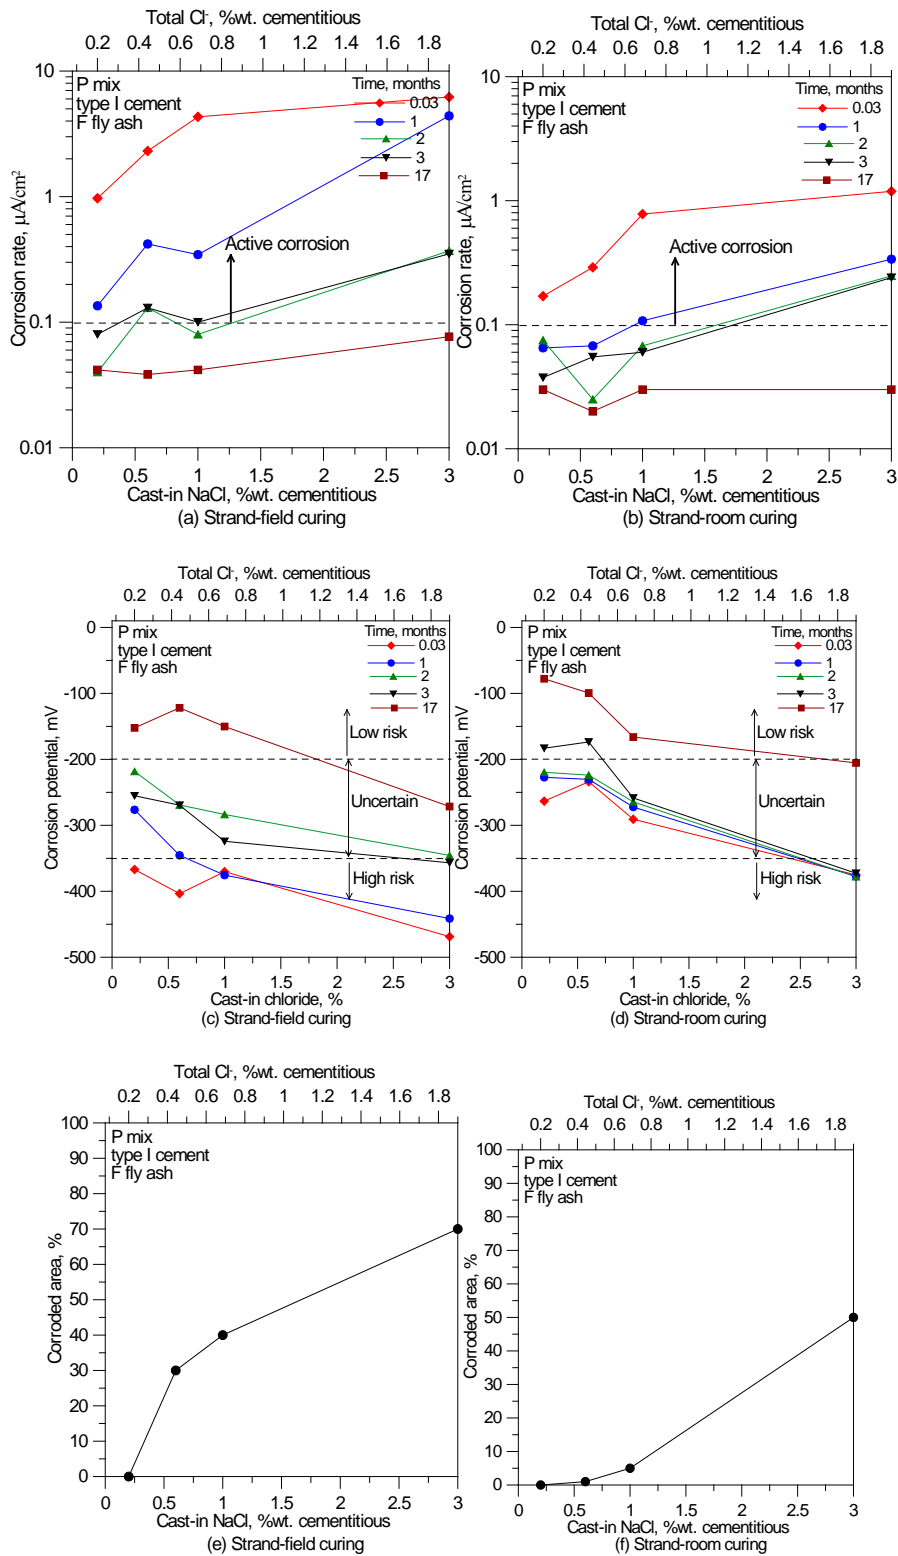 Total Cl-, %wt. cementitious
0.2 0.4 0.6 0.8 1 1.2 1.4 1.6 1.8
10
1
0.1
0.01
Corrosion rate, µA/cm²
P mix
type I cement
F fly ash
Time, months
0.03
1
2
3
17
Active corrosion
0 0.5 1 1.5 2 2.5 3
Cast-in NaCl, %wt. cementitious
(a) Strand-field curing
Total Cl-, %wt. cementitious
0.2 0.4 0.6 0.8 1 1.2 1.4 1.6 1.8
10
1
0.1
0.01
Corrosion rate, µA/cm²
P mix
type I cement
F fly ash
Time, months
0.03
1
2
3
17
Active corrosion
0 0.5 1 1.5 2 2.5 3
Cast-in NaCl, %wt. cementitious
(b) Strand-room curing
Total Cl-, %wt. cementitious
0.2 0.4 0.6 0.8 1 1.2 1.4 1.6 1.8
0
-100
-200
-300
-400
-500
Corrosion potential, mV
P mix
type I cement
F fly ash
Time, months
0.03
1
2
3
17
Low risk
Uncertain
High risk
0 0.5 1 1.5 2 2.5 3
Cast-in chloride, %
(c) Strand-field curing
Total Cl-, %wt. cementitious
0.2 0.4 0.6 0.8 1 1.2 1.4 1.6 1.8
0
-100
-200
-300
-400
-500
Corrosion potential, mV
P mix
type I cement
F fly ash
Time, months
0.03
1
2
3
17
Low risk
Uncertain
High risk
0 0.5 1 1.5 2 2.5 3
Cast-in chloride, %
(d) Strand-room curing
Total Cl-, %wt. cementitious
0.2 0.4 0.6 0.8 1 1.2 1.4 1.6 1.8
100
90
80
70
60
50
40
30
20
10
0
Corroded area, %
P mix
type I cement
F fly ash
0 0.5 1 1.5 2 2.5 3
Cast-in NaCl, %wt. cementitious
(e) Strand-field curing
Total Cl-, %wt. cementitious
0.2 0.4 0.6 0.8 1 1.2 1.4 1.6 1.8
100
90
80
70
60
50
40
30
20
10
0
Corroded area, %
P mix
type I cement
F fly ash
0 0.5 1 1.5 2 2.5 3
Cast-in NaCl, %wt. cementitious
(f) Strand-room curing